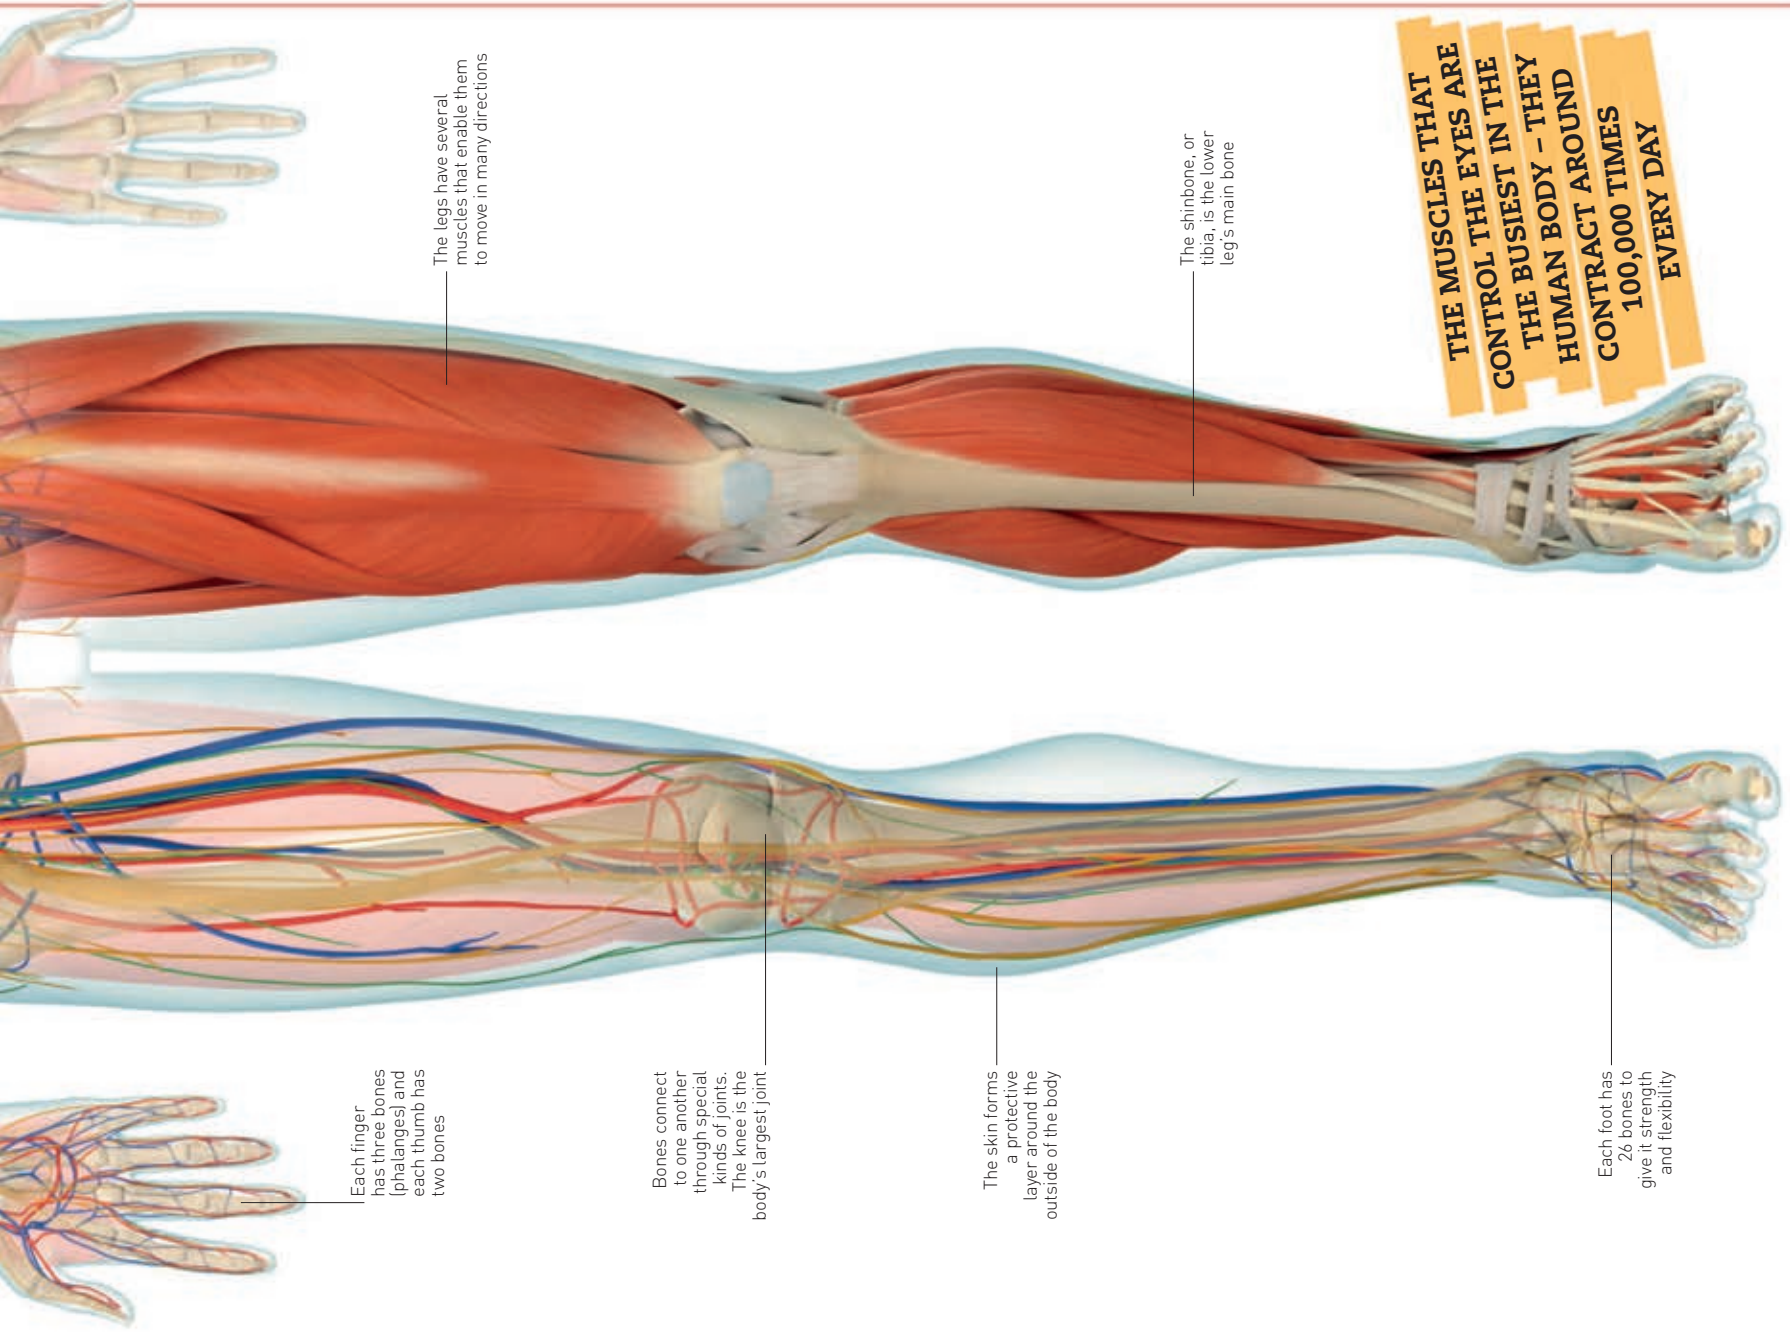 The legs have several
muscles that enable them
to move in many directions
The shinbone, or
tibia, is the lower
leg's main bone
THE MUSCLES THAT
CONTROL THE EYES ARE
THE BUSIEST IN THE
HUMAN BODY – THEY
CONTRACT AROUND
100,000 TIMES
EVERY DAY
Each finger
has three bones
(phalanges) and
each thumb has
two bones
Bones connect
to one another
through special
kinds of joints.
The knee is the
body's largest joint
The skin forms
a protective
layer around the
outside of the body
Each foot has
26 bones to
give it strength
and flexibility